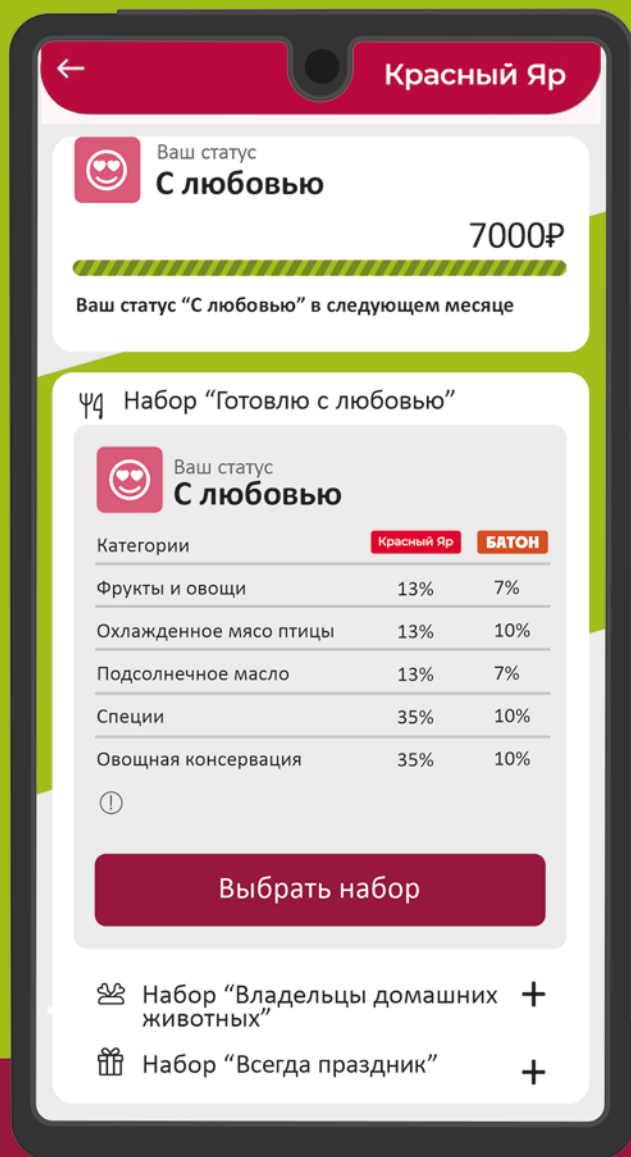 Красный Яр
Ваш статус
С любовью
7000₽
Ваш статус “С любовью” в следующем месяце
Набор “Готовлю с любовью”
Ваш статус
С любовью
Категории Красный Яр БАТОН
Фрукты и овощи 13% 7%
Охлажденное мясо птицы 13% 10%
Подсолнечное масло 13% 7%
Специи 35% 10%
Овощная консервация 35% 10%
Выбрать набор
Набор “Владельцы домашних
животных”
Набор “Всегда праздник”